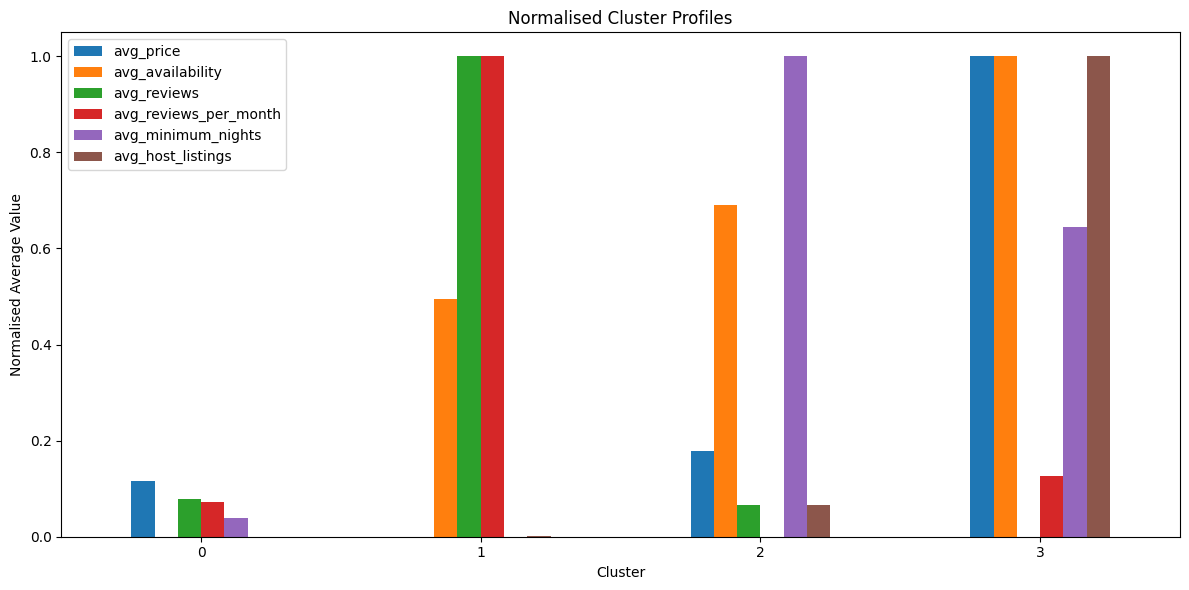 Normalised Cluster Profiles
avg_price
avg_availability
avg_reviews
avg_reviews_per_month
avg_minimum_nights
avg_host_listings
Normalised Average Value
1.0
0.8
0.6
0.4
0.2
0.0
0 1 2 3
Cluster